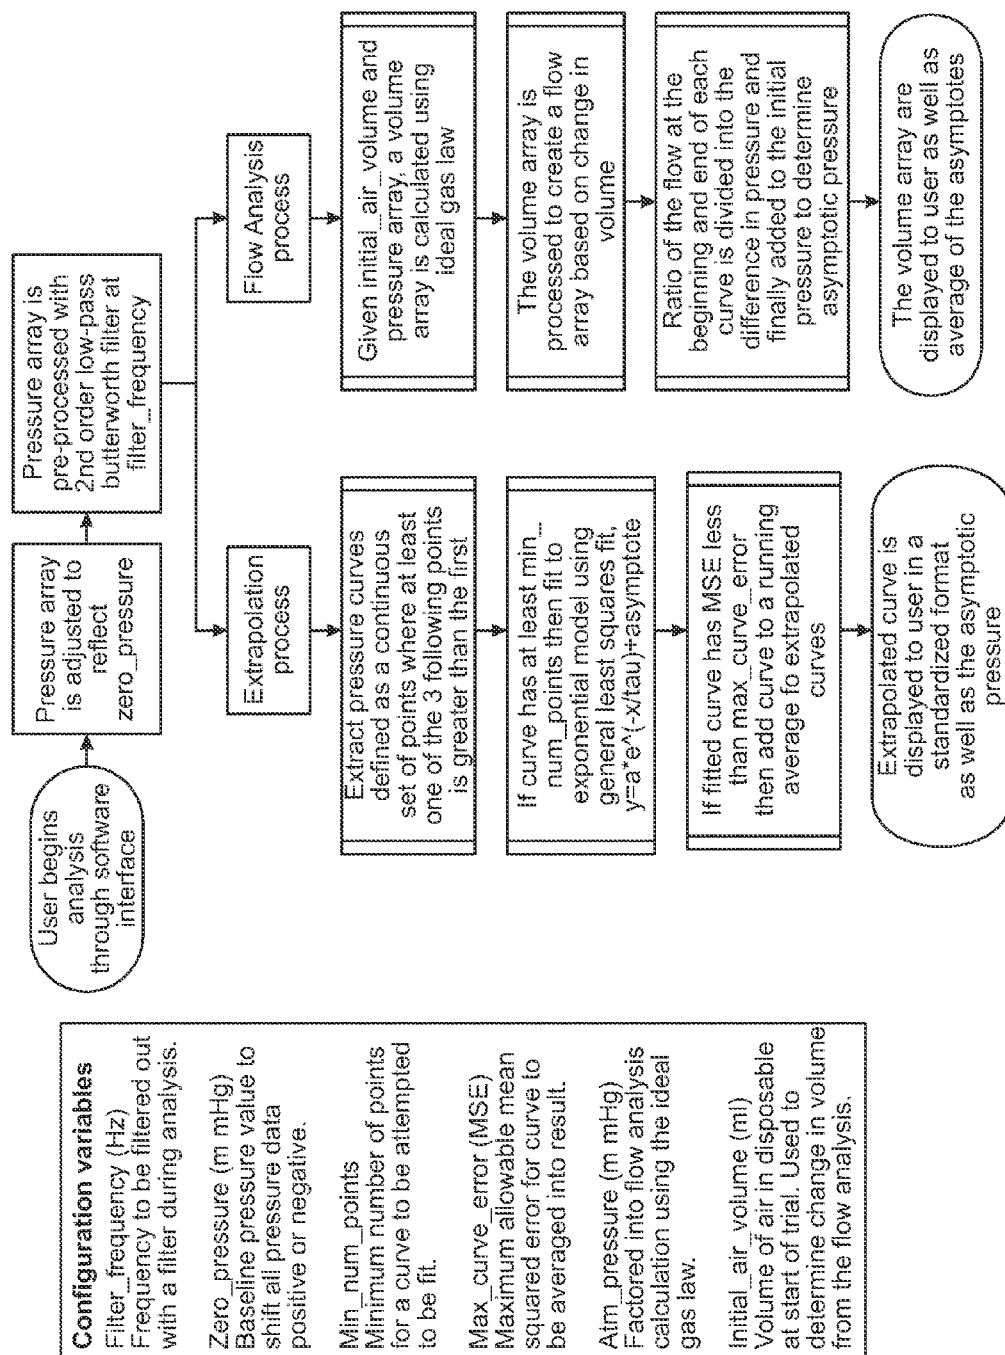 Configuration variables
Filter_frequency (Hz)
Frequency to be filtered out
with a filter during analysis.
Zero_pressure (m mHg)
Baseline pressure value to
shift all pressure data
positive or negative.
Min_num_points
Minimum number of points
for a curve to be attempted
to be fit.
Max_curve_error (MSE)
Maximum allowable mean
squared error for curve to
be averaged into result.
Atm_pressure (m mHg)
Factored into flow analysis
calculation using the ideal
gas law.
Initial_air_volume (ml)
Volume of air in disposable
at start of trial. Used to
determine change in volume
from the flow analysis.
User begins
analysis
through software
interface
Pressure array
is adjusted to
reflect
zero_pressure
Pressure array is
pre-processed with
2nd order low-pass
butterworth filter at
filter_frequency
Extrapolation
process
Extract pressure curves
defined as a continuous
set of points where at least
one of the 3 following points
is greater than the first
If curve has at least min_
num_points then fit to
exponential model using
general least squares fit,
y=a*e^(-x/tau)+asymptote
If fitted curve has MSE less
than max_curve_error
then add curve to a running
average fo extrapolated
curves
Extrapolated curve is
displayed to user in a
standardized format
as well as the asymptotic
pressure
Flow Analysis
process
Given initial_air_volume and
pressure array, a volume
array is calculated using
ideal gas law
The volume array is
processed to create a flow
array based on change in
volume
Ratio of the flow at the
beginning and end of each
curve is divided into the
difference in pressure and
finally added to the initial
pressure to determine
asymptotic pressure
The volume array are
displayed to user as well as
average of the asymptotes